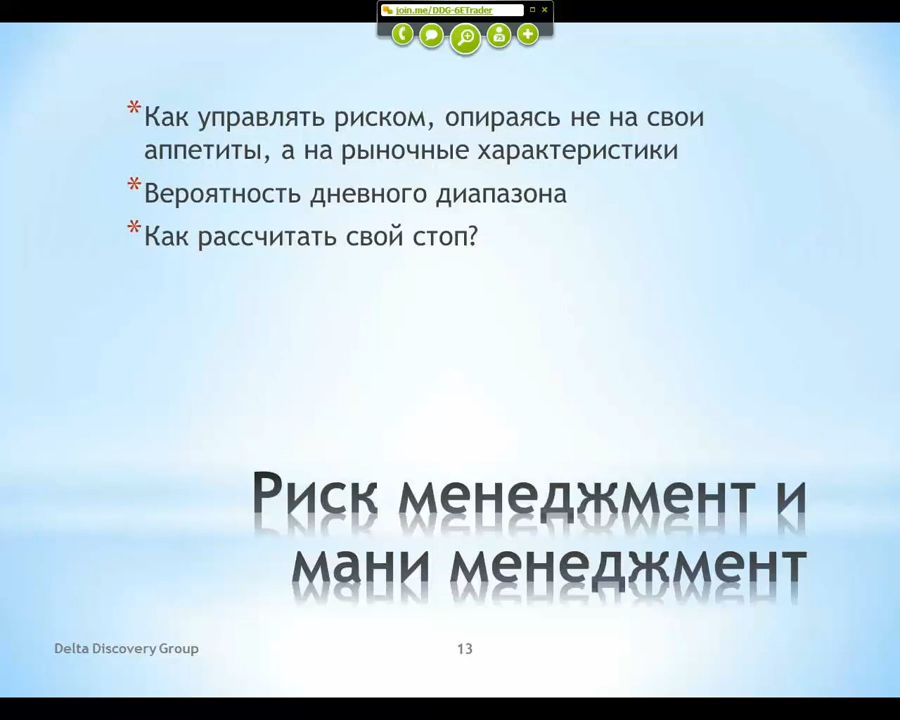 join.me/DDG-6ETrader
* Как управлять риском, опираясь не на свои
аппетиты, а на рыночные характеристики
* Вероятность дневного диапазона
* Как рассчитать свой стоп?
Риск менеджмент и
мани менеджмент
Delta Discovery Group
13